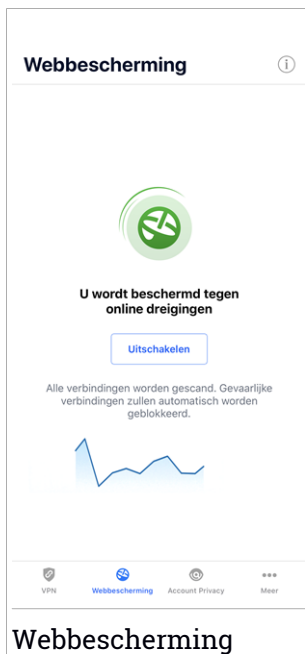 Webbescherming
U wordt beschermd tegen
online dreigingen
Uitschakelen
Alle verbindingen worden gescand. Gevaarlijke
verbindingen zullen automatisch worden
geblokkeerd.
VPN
Webbescherming
Account Privacy
Meer
Webbescherming